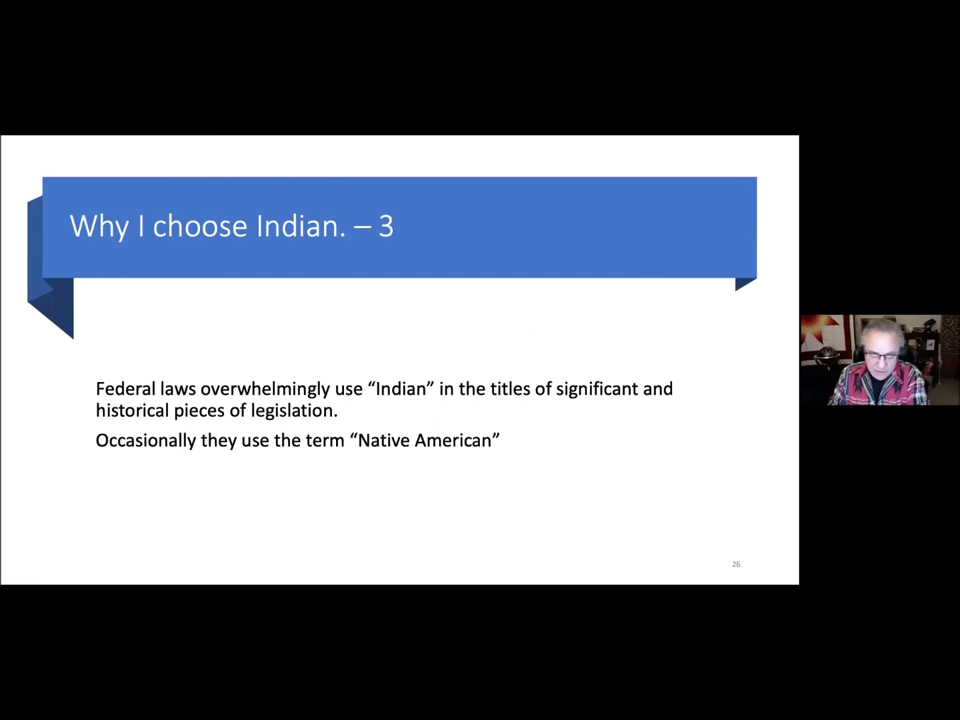 Why I choose Indian. – 3
Federal laws overwhelmingly use “Indian” in the titles of significant and
historical pieces of legislation.
Occasionally they use the term “Native American”
26